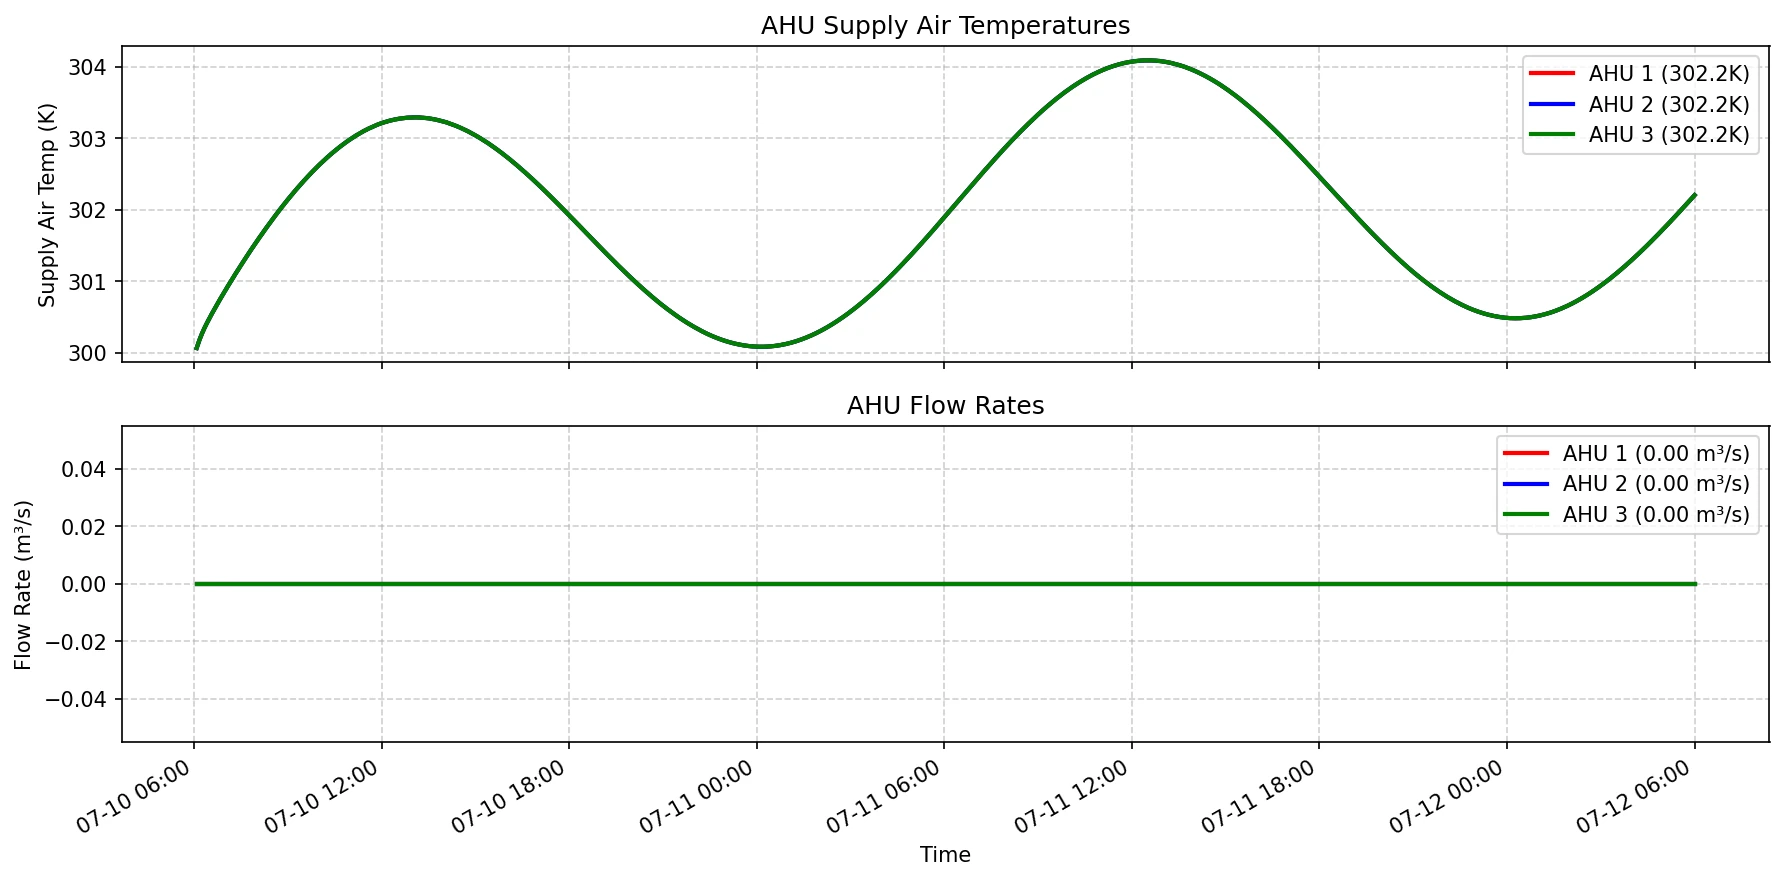 AHU Supply Air Temperatures
Supply Air Temp (K)
304
303
302
301
300
AHU 1 (302.2K)
AHU 2 (302.2K)
AHU 3 (302.2K)
AHU Flow Rates
Flow Rate (m³/s)
0.04
0.02
0.00
−0.02
−0.04
AHU 1 (0.00 m³/s)
AHU 2 (0.00 m³/s)
AHU 3 (0.00 m³/s)
07-10 06:00
07-10 12:00
07-10 18:00
07-11 00:00
07-11 06:00
07-11 12:00
07-11 18:00
07-12 00:00
07-12 06:00
Time